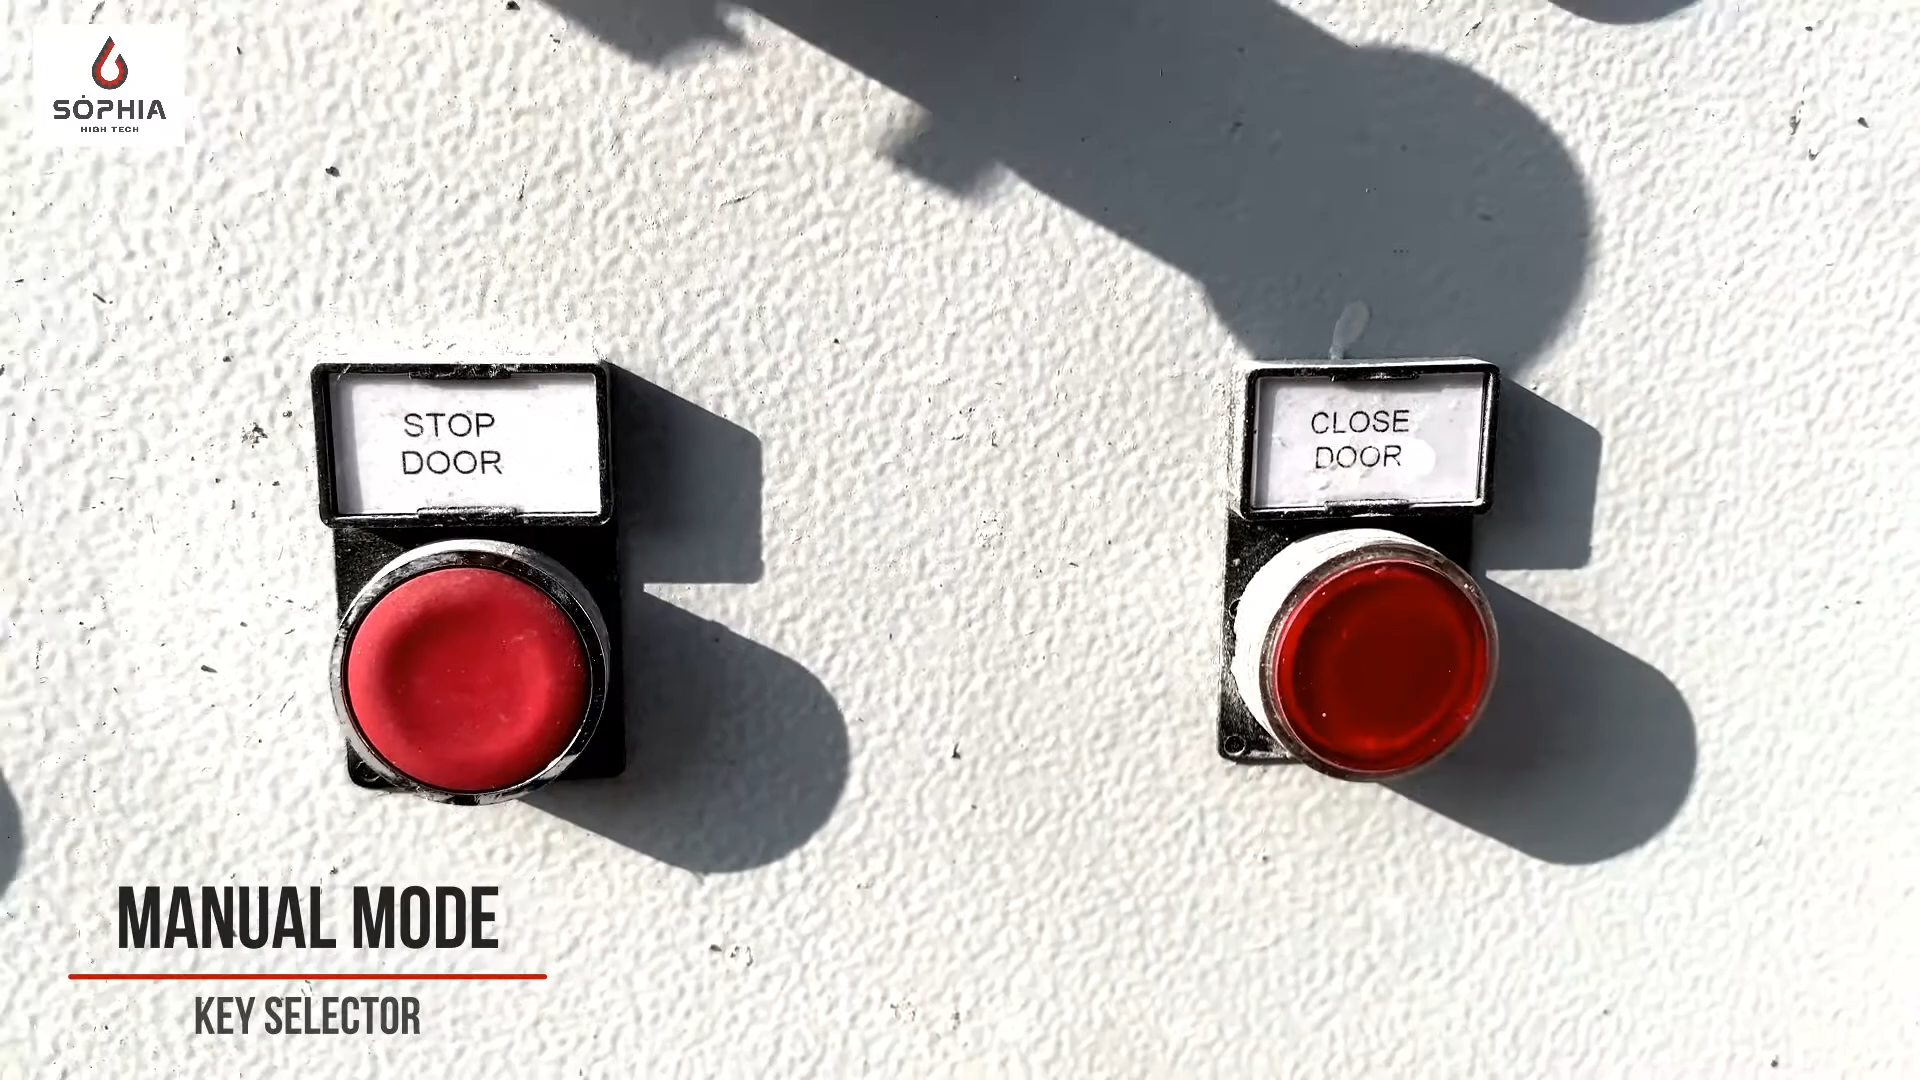 SOPHIA
HIGH TECH
STOP
DOOR
CLOSE
DOOR
MANUAL MODE
KEY SELECTOR